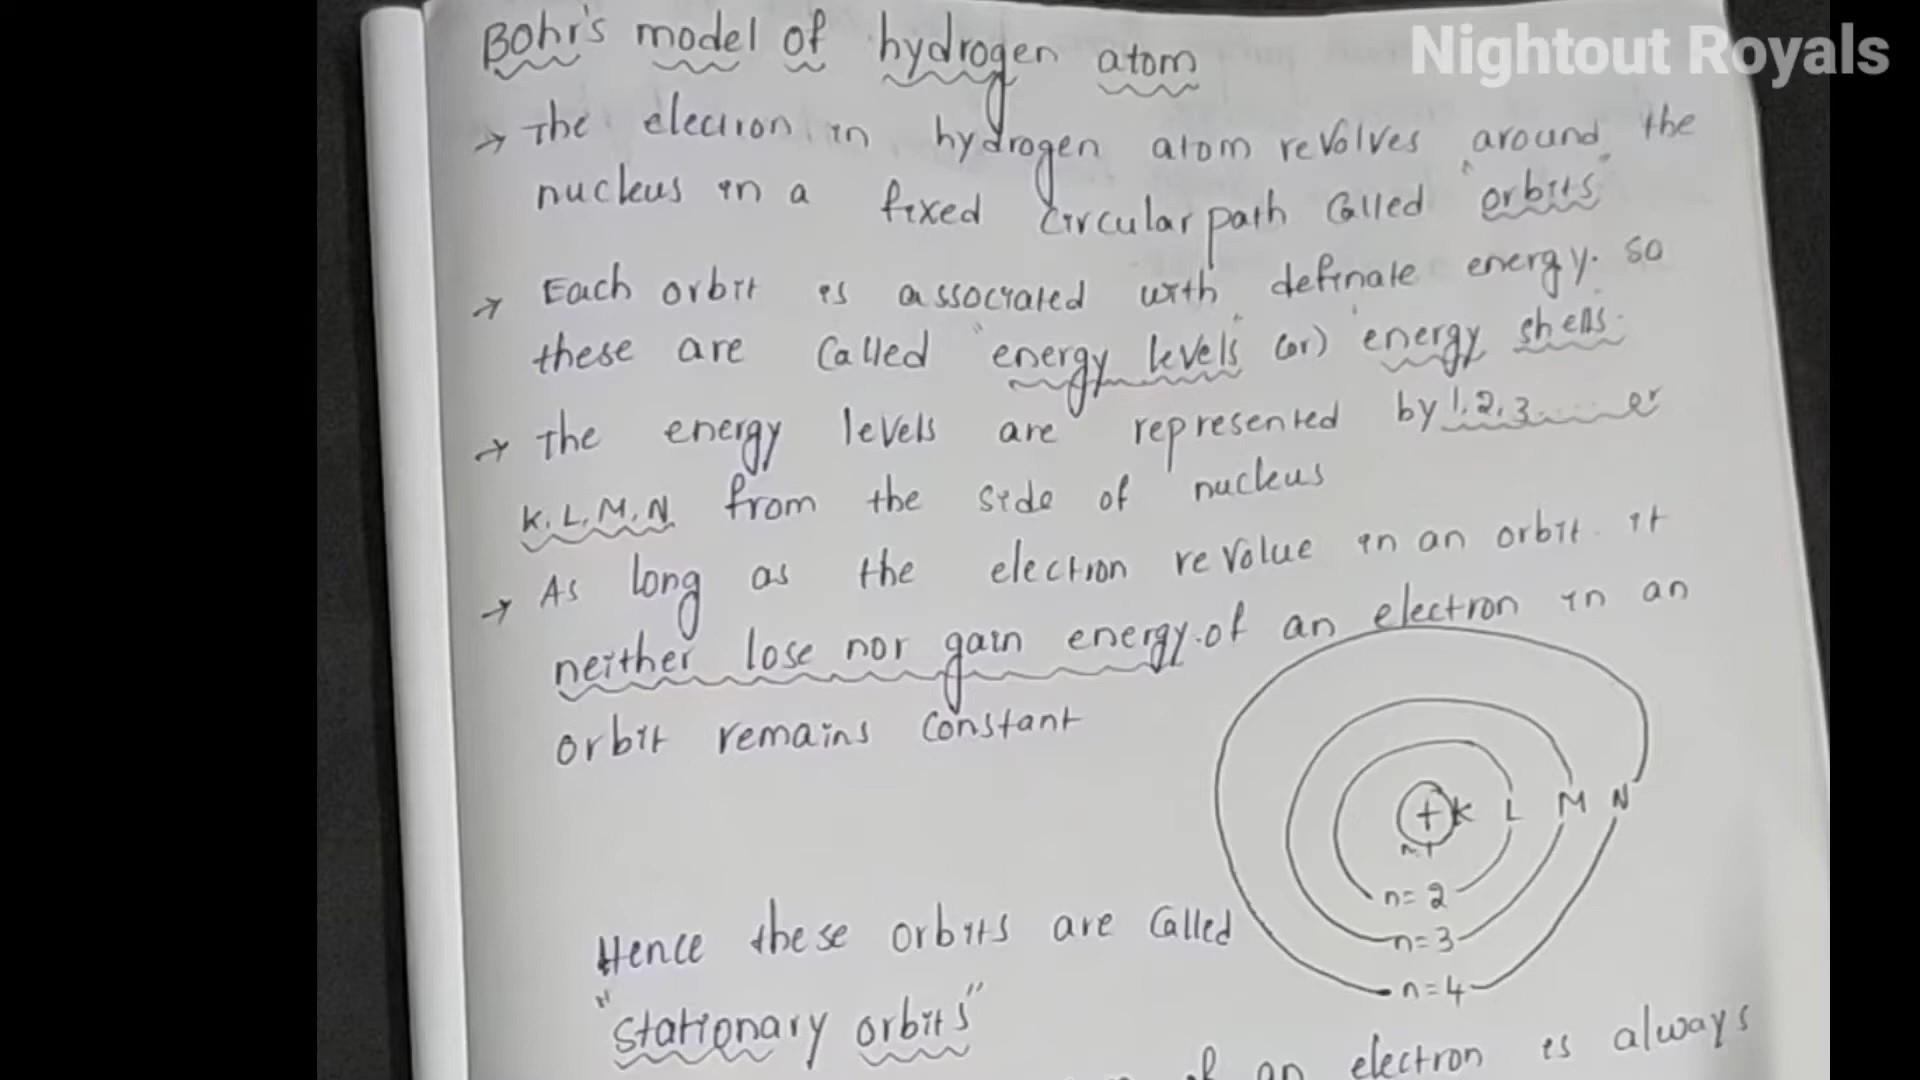 Nightout Royals
Bohr's model of hydrogen atom
→ The electron in hydrogen atom revolves around the
nucleus in a fixed circular path called "orbits"
→ Each orbit is associated with definate energy. so
these are called "energy levels" (or) energy shells.
→ The energy levels are represented by 1, 2, 3...... or
K, L, M, N from the side of nucleus
→ As long as the electron revolue in an orbit. it
neither lose nor gain energy. of an electron in an
orbit remains constant
+ K L M N
n=1
n=2
Hence these orbits are called
n=3
n=4
"stationary orbits"
of an electron is always